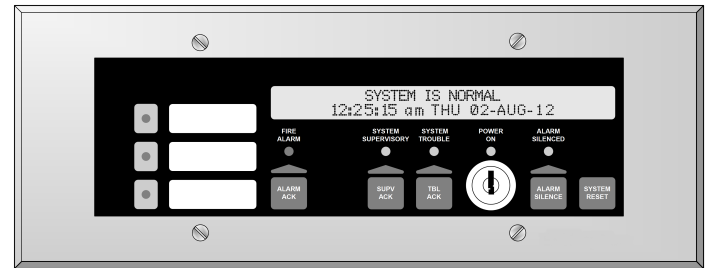 SYSTEM IS NORMAL
12:25:15 am THU 02-AUG-12
FIRE
ALARM
SYSTEM
SUPERVISORY
SYSTEM
TROUBLE
POWER
ON
ALARM
SILENCED
ALARM
ACK
SUPV
ACK
TBL
ACK
ALARM
SILENCE
SYSTEM
RESET